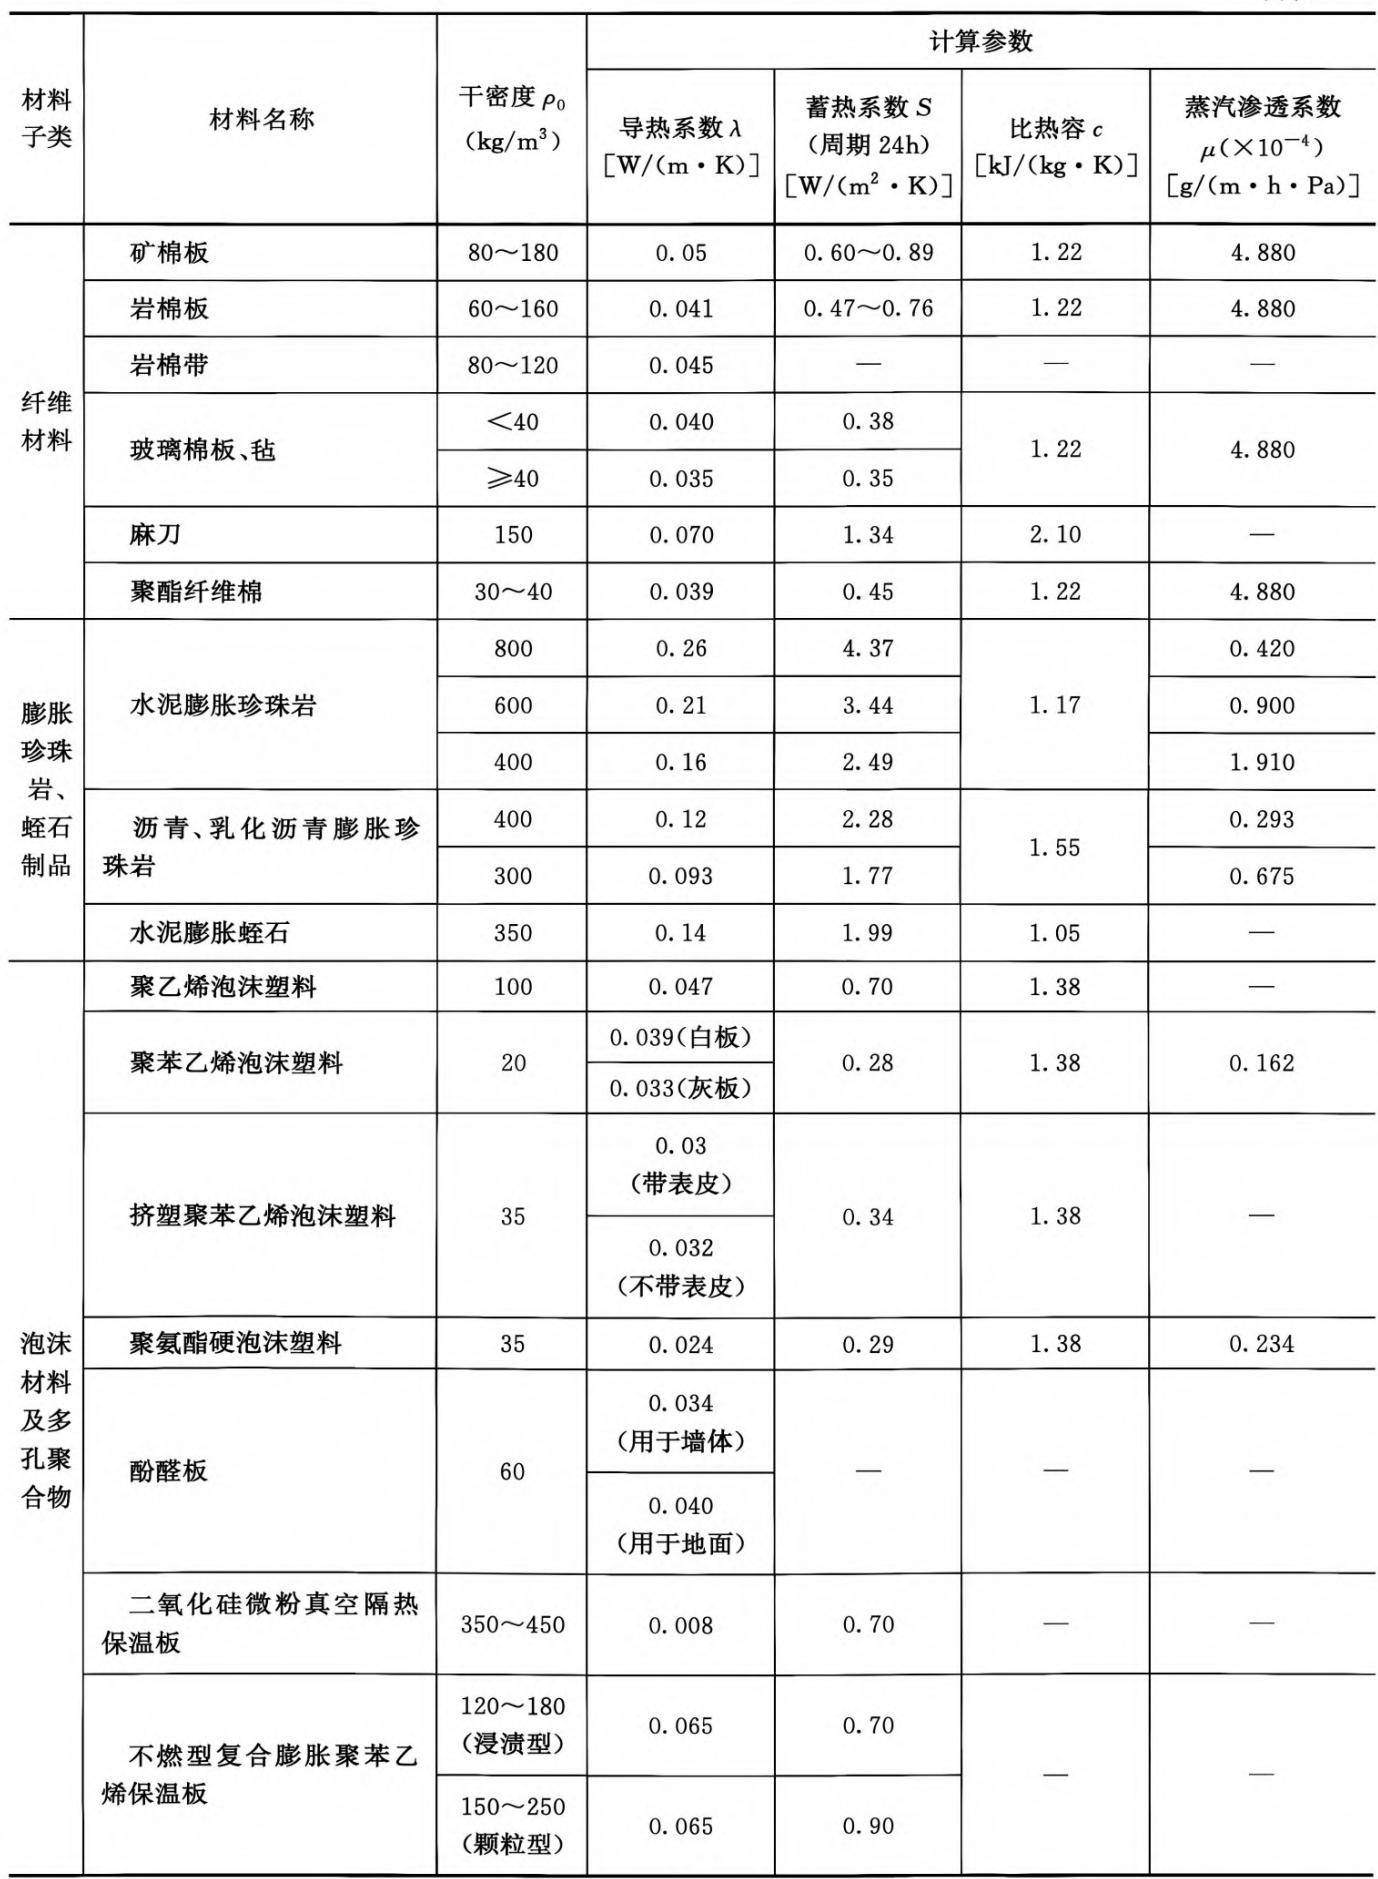 计算参数
材料
子类
材料名称
干密度 ρ₀
(kg/m³)
导热系数 λ
[W/(m·K)]
蓄热系数 S
(周期 24h)
[W/(m²·K)]
比热容 c
[kJ/(kg·K)]
蒸汽渗透系数
μ(×10⁻⁴)
[g/(m·h·Pa)]
纤维
材料
矿棉板 80～180 0.05 0.60～0.89 1.22 4.880
岩棉板 60～160 0.041 0.47～0.76 1.22 4.880
岩棉带 80～120 0.045 — — —
玻璃棉板、毡
<40 0.040 0.38
1.22 4.880
≥40 0.035 0.35
麻刀 150 0.070 1.34 2.10 —
聚酯纤维棉 30～40 0.039 0.45 1.22 4.880
膨胀
珍珠
岩、
蛭石
制品
800 0.26 4.37 0.420
水泥膨胀珍珠岩 600 0.21 3.44 1.17 0.900
400 0.16 2.49 1.910
沥青、乳化沥青膨胀珍
珠岩
400 0.12 2.28 0.293
1.55
300 0.093 1.77 0.675
水泥膨胀蛭石 350 0.14 1.99 1.05 —
泡沫
材料
及多
孔聚
合物
聚乙烯泡沫塑料 100 0.047 0.70 1.38 —
聚苯乙烯泡沫塑料 20
0.039(白板)
0.033(灰板)
0.28 1.38 0.162
挤塑聚苯乙烯泡沫塑料 35
0.03
(带表皮)
0.032
(不带表皮)
0.34 1.38 —
聚氨酯硬泡沫塑料 35 0.024 0.29 1.38 0.234
酚醛板 60
0.034
(用于墙体)
0.040
(用于地面)
— — —
二氧化硅微粉真空隔热
保温板
350～450 0.008 0.70 — —
不燃型复合膨胀聚苯乙
烯保温板
120～180
(浸渍型)
0.065 0.70
150～250
(颗粒型)
0.065 0.90
— —